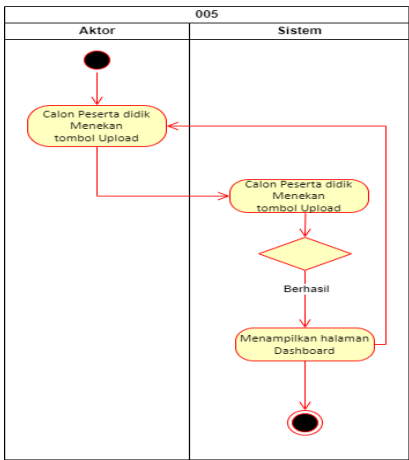 005
Aktor
Sistem
Calon Peserta didik
Menekan
tombol Upload
Calon Peserta didik
Menekan
tombol Upload
Berhasil
Menampilkan halaman
Dashboard